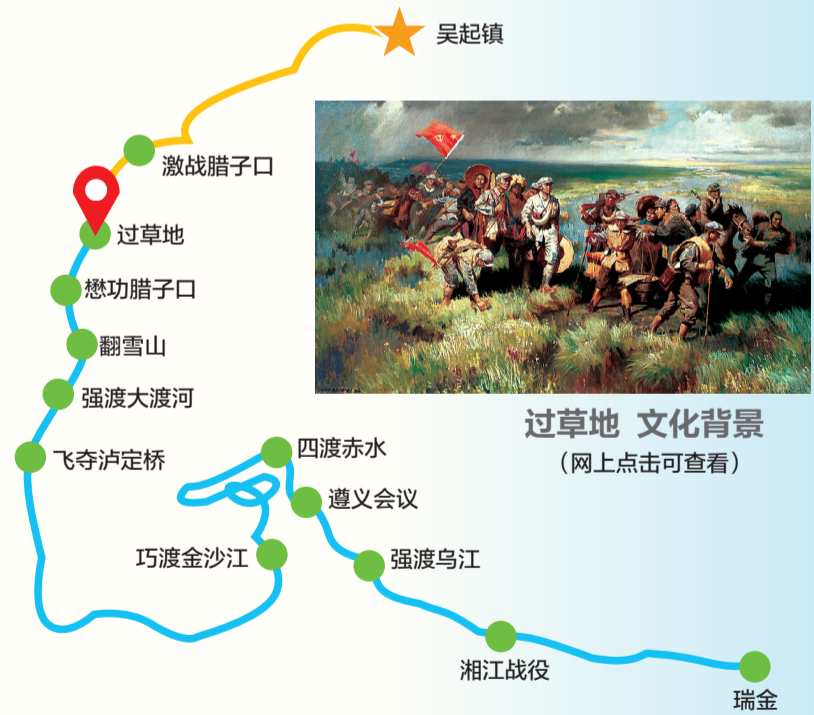 吴起镇
激战腊子口
过草地
懋功腊子口
翻雪山
强渡大渡河
飞夺泸定桥
过草地 文化背景
（网上点击可查看）
四渡赤水
遵义会议
巧渡金沙江
强渡乌江
湘江战役
瑞金